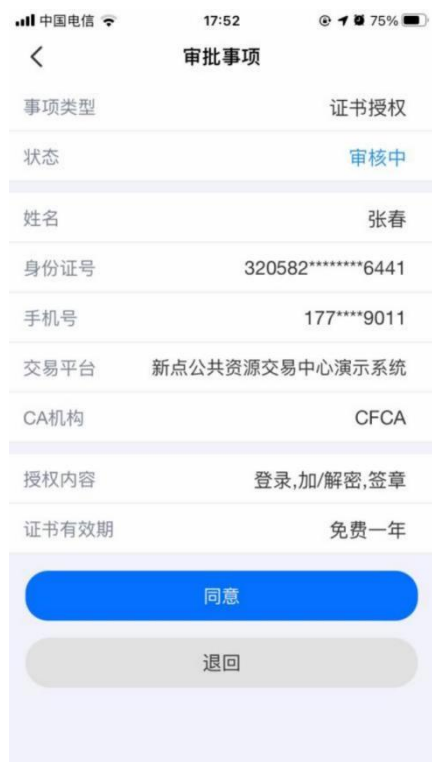 中国电信 17:52 75%
审批事项
事项类型 证书授权
状态 审核中
姓名 张春
身份证号 320582********6441
手机号 177****9011
交易平台 新点公共资源交易中心演示系统
CA机构 CFCA
授权内容 登录,加/解密,签章
证书有效期 免费一年
同意
退回